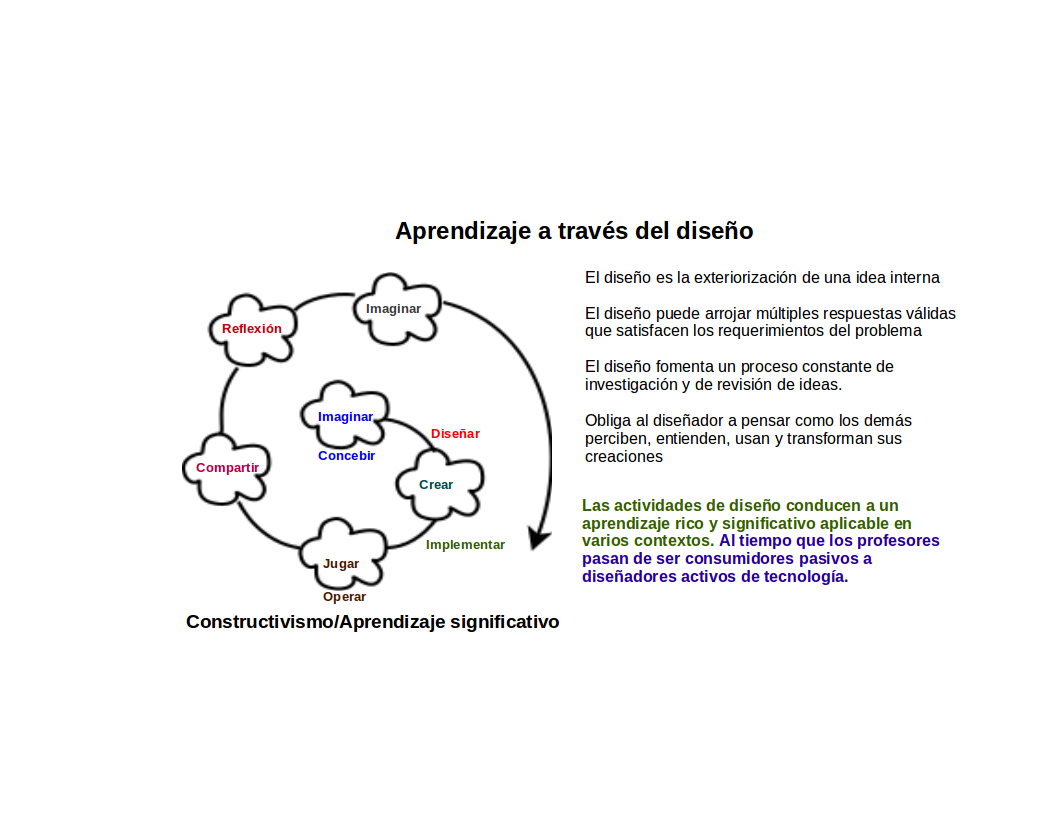 Aprendizaje a través del diseño
Imaginar
Reflexión
Imaginar
Concebir
Diseñar
Compartir
Crear
Implementar
Jugar
Operar
Constructivismo/Aprendizaje significativo
El diseño es la exteriorización de una idea interna
El diseño puede arrojar múltiples respuestas válidas
que satisfacen los requerimientos del problema
El diseño fomenta un proceso constante de
investigación y de revisión de ideas.
Obliga al diseñador a pensar como los demás
perciben, entienden, usan y transforman sus
creaciones
Las actividades de diseño conducen a un
aprendizaje rico y significativo aplicable en
varios contextos. Al tiempo que los profesores
pasan de ser consumidores pasivos a
diseñadores activos de tecnología.